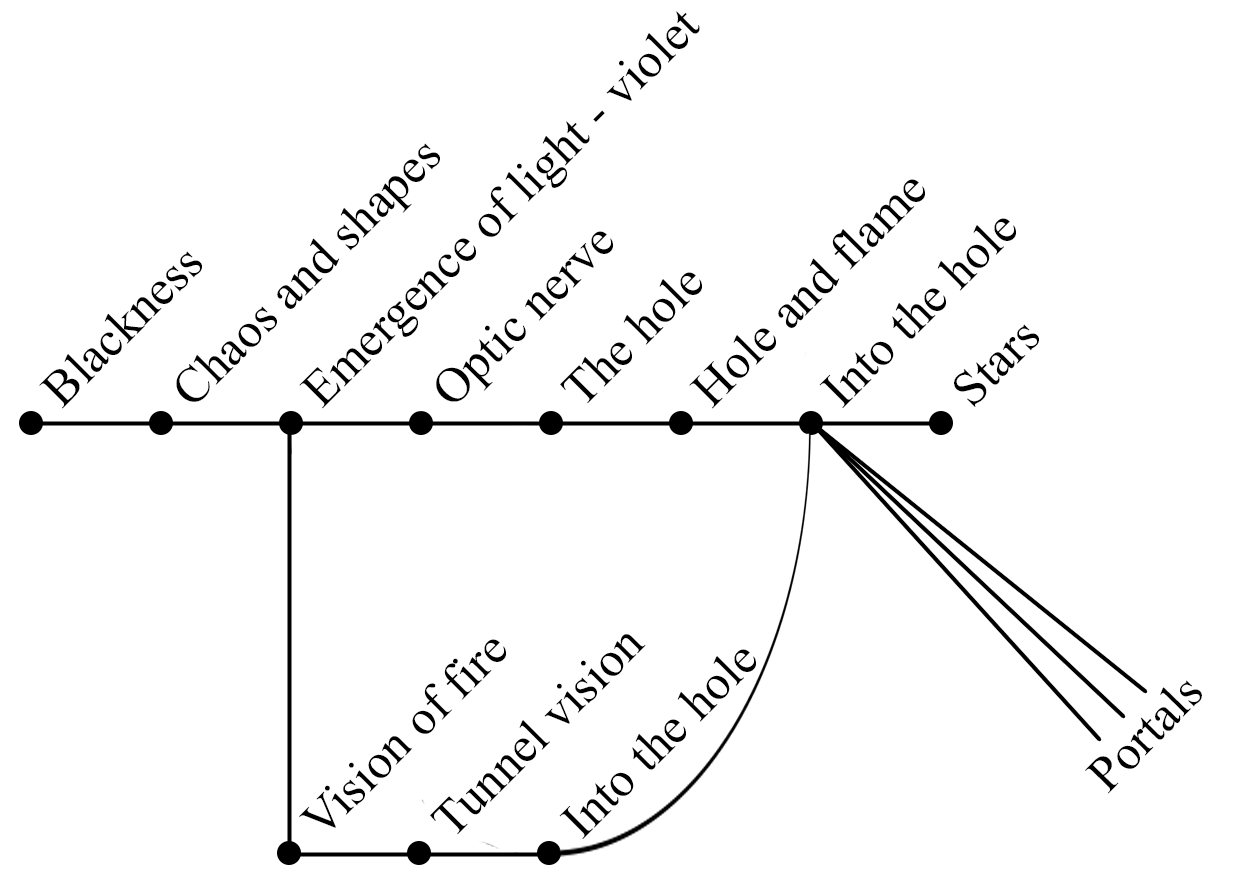 Blackness
Chaos and shapes
Emergence of light - violet
Optic nerve
The hole
Hole and flame
Into the hole
Stars
Vision of fire
Tunnel vision
Into the hole
Portals